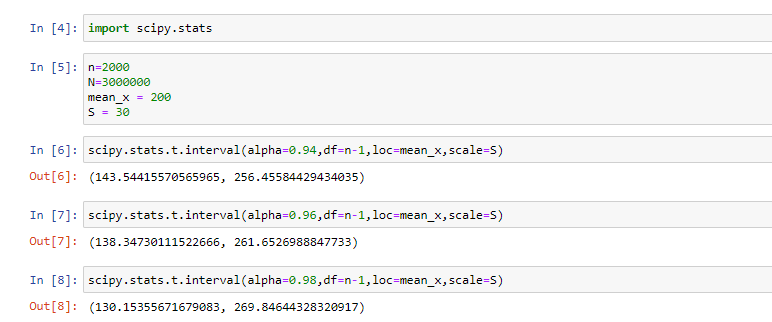 In [4]: import scipy.stats
In [5]: n=2000
N=3000000
mean_x = 200
S = 30
In [6]: scipy.stats.t.interval(alpha=0.94,df=n-1,loc=mean_x,scale=S)
Out[6]: (143.54415570565965, 256.45584429434035)
In [7]: scipy.stats.t.interval(alpha=0.96,df=n-1,loc=mean_x,scale=S)
Out[7]: (138.34730111522666, 261.6526988847733)
In [8]: scipy.stats.t.interval(alpha=0.98,df=n-1,loc=mean_x,scale=S)
Out[8]: (130.15355671679083, 269.84644328320917)